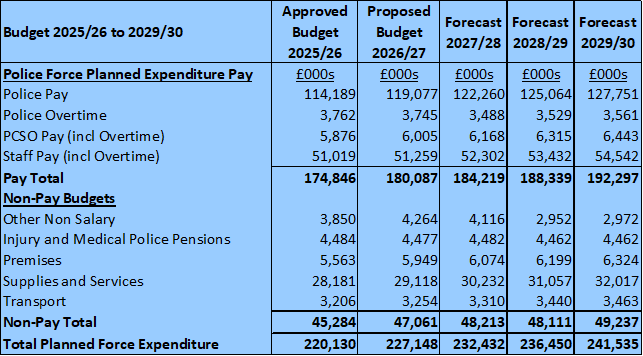 Budget 2025/26 to 2029/30 Approved Budget 2025/26 Proposed Budget 2026/27 Forecast 2027/28 Forecast 2028/29 Forecast 2029/30
Police Force Planned Expenditure Pay £000s £000s £000s £000s £000s
Police Pay 114,189 119,077 122,260 125,064 127,751
Police Overtime 3,762 3,745 3,488 3,529 3,561
PCSO Pay (incl Overtime) 5,876 6,005 6,168 6,315 6,443
Staff Pay (incl Overtime) 51,019 51,259 52,302 53,432 54,542
Pay Total 174,846 180,087 184,219 188,339 192,297
Non-Pay Budgets
Other Non Salary 3,850 4,264 4,116 2,952 2,972
Injury and Medical Police Pensions 4,484 4,477 4,482 4,462 4,462
Premises 5,563 5,949 6,074 6,199 6,324
Supplies and Services 28,181 29,118 30,232 31,057 32,017
Transport 3,206 3,254 3,310 3,440 3,463
Non-Pay Total 45,284 47,061 48,213 48,111 49,237
Total Planned Force Expenditure 220,130 227,148 232,432 236,450 241,535